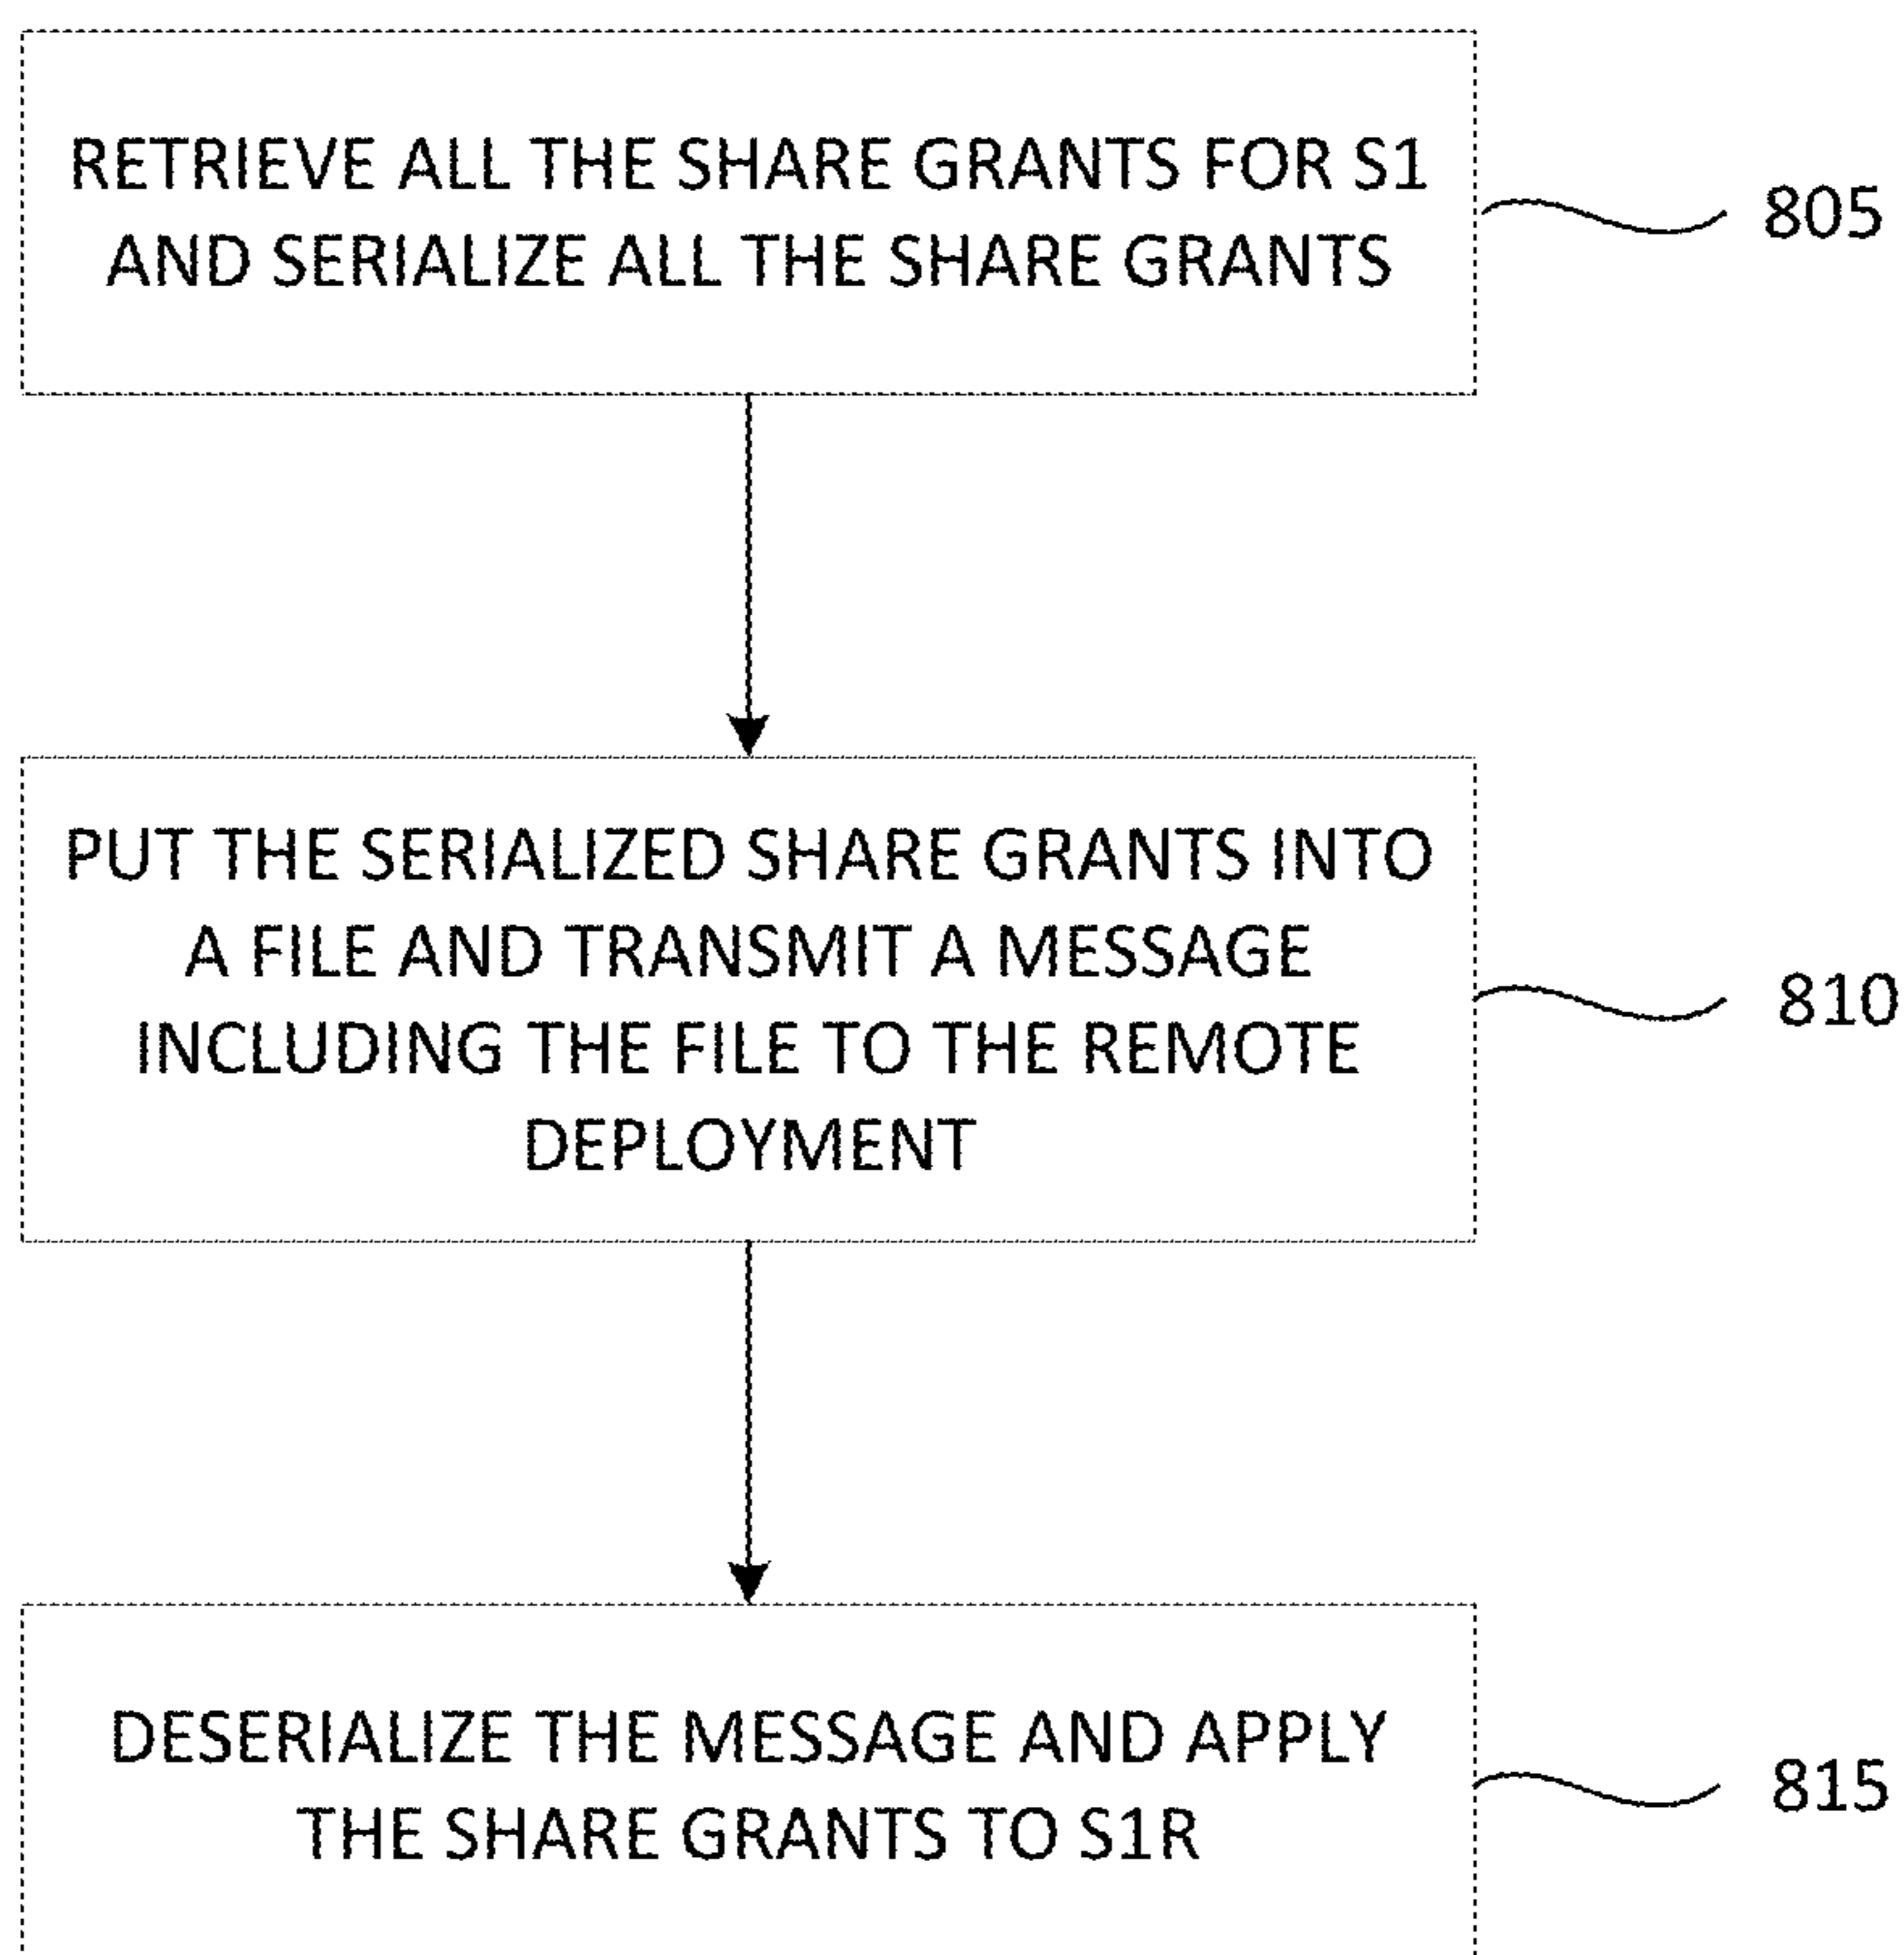 RETRIEVE ALL THE SHARE GRANTS FOR S1
AND SERIALIZE ALL THE SHARE GRANTS
805
PUT THE SERIALIZED SHARE GRANTS INTO
A FILE AND TRANSMIT A MESSAGE
INCLUDING THE FILE TO THE REMOTE
DEPLOYMENT
810
DESERIALIZE THE MESSAGE AND APPLY
THE SHARE GRANTS TO S1R
815